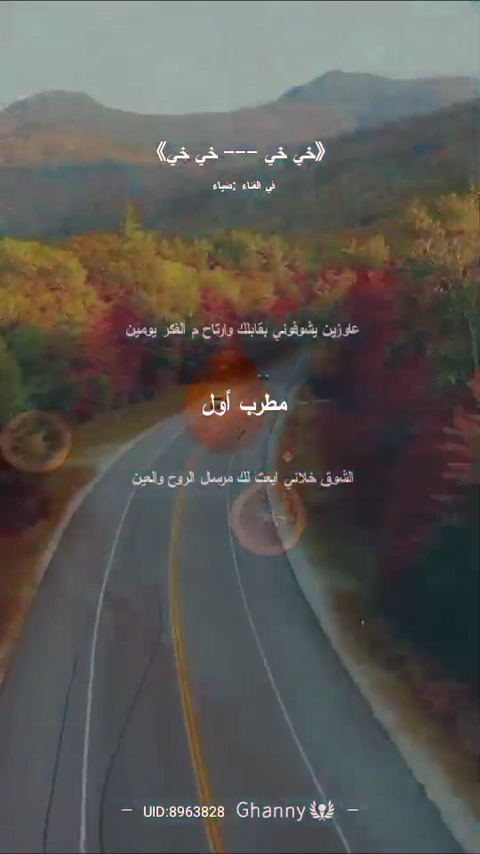 《خي خي --- خي خي》
في الغناء :ضياء
عاوزين يشوفوني بقابلك وارتاح م الفكر يومين
مطرب أول
الشوق خلاني ابعت لك مرسال الروح والعين
— UID:8963828 Ghanny —